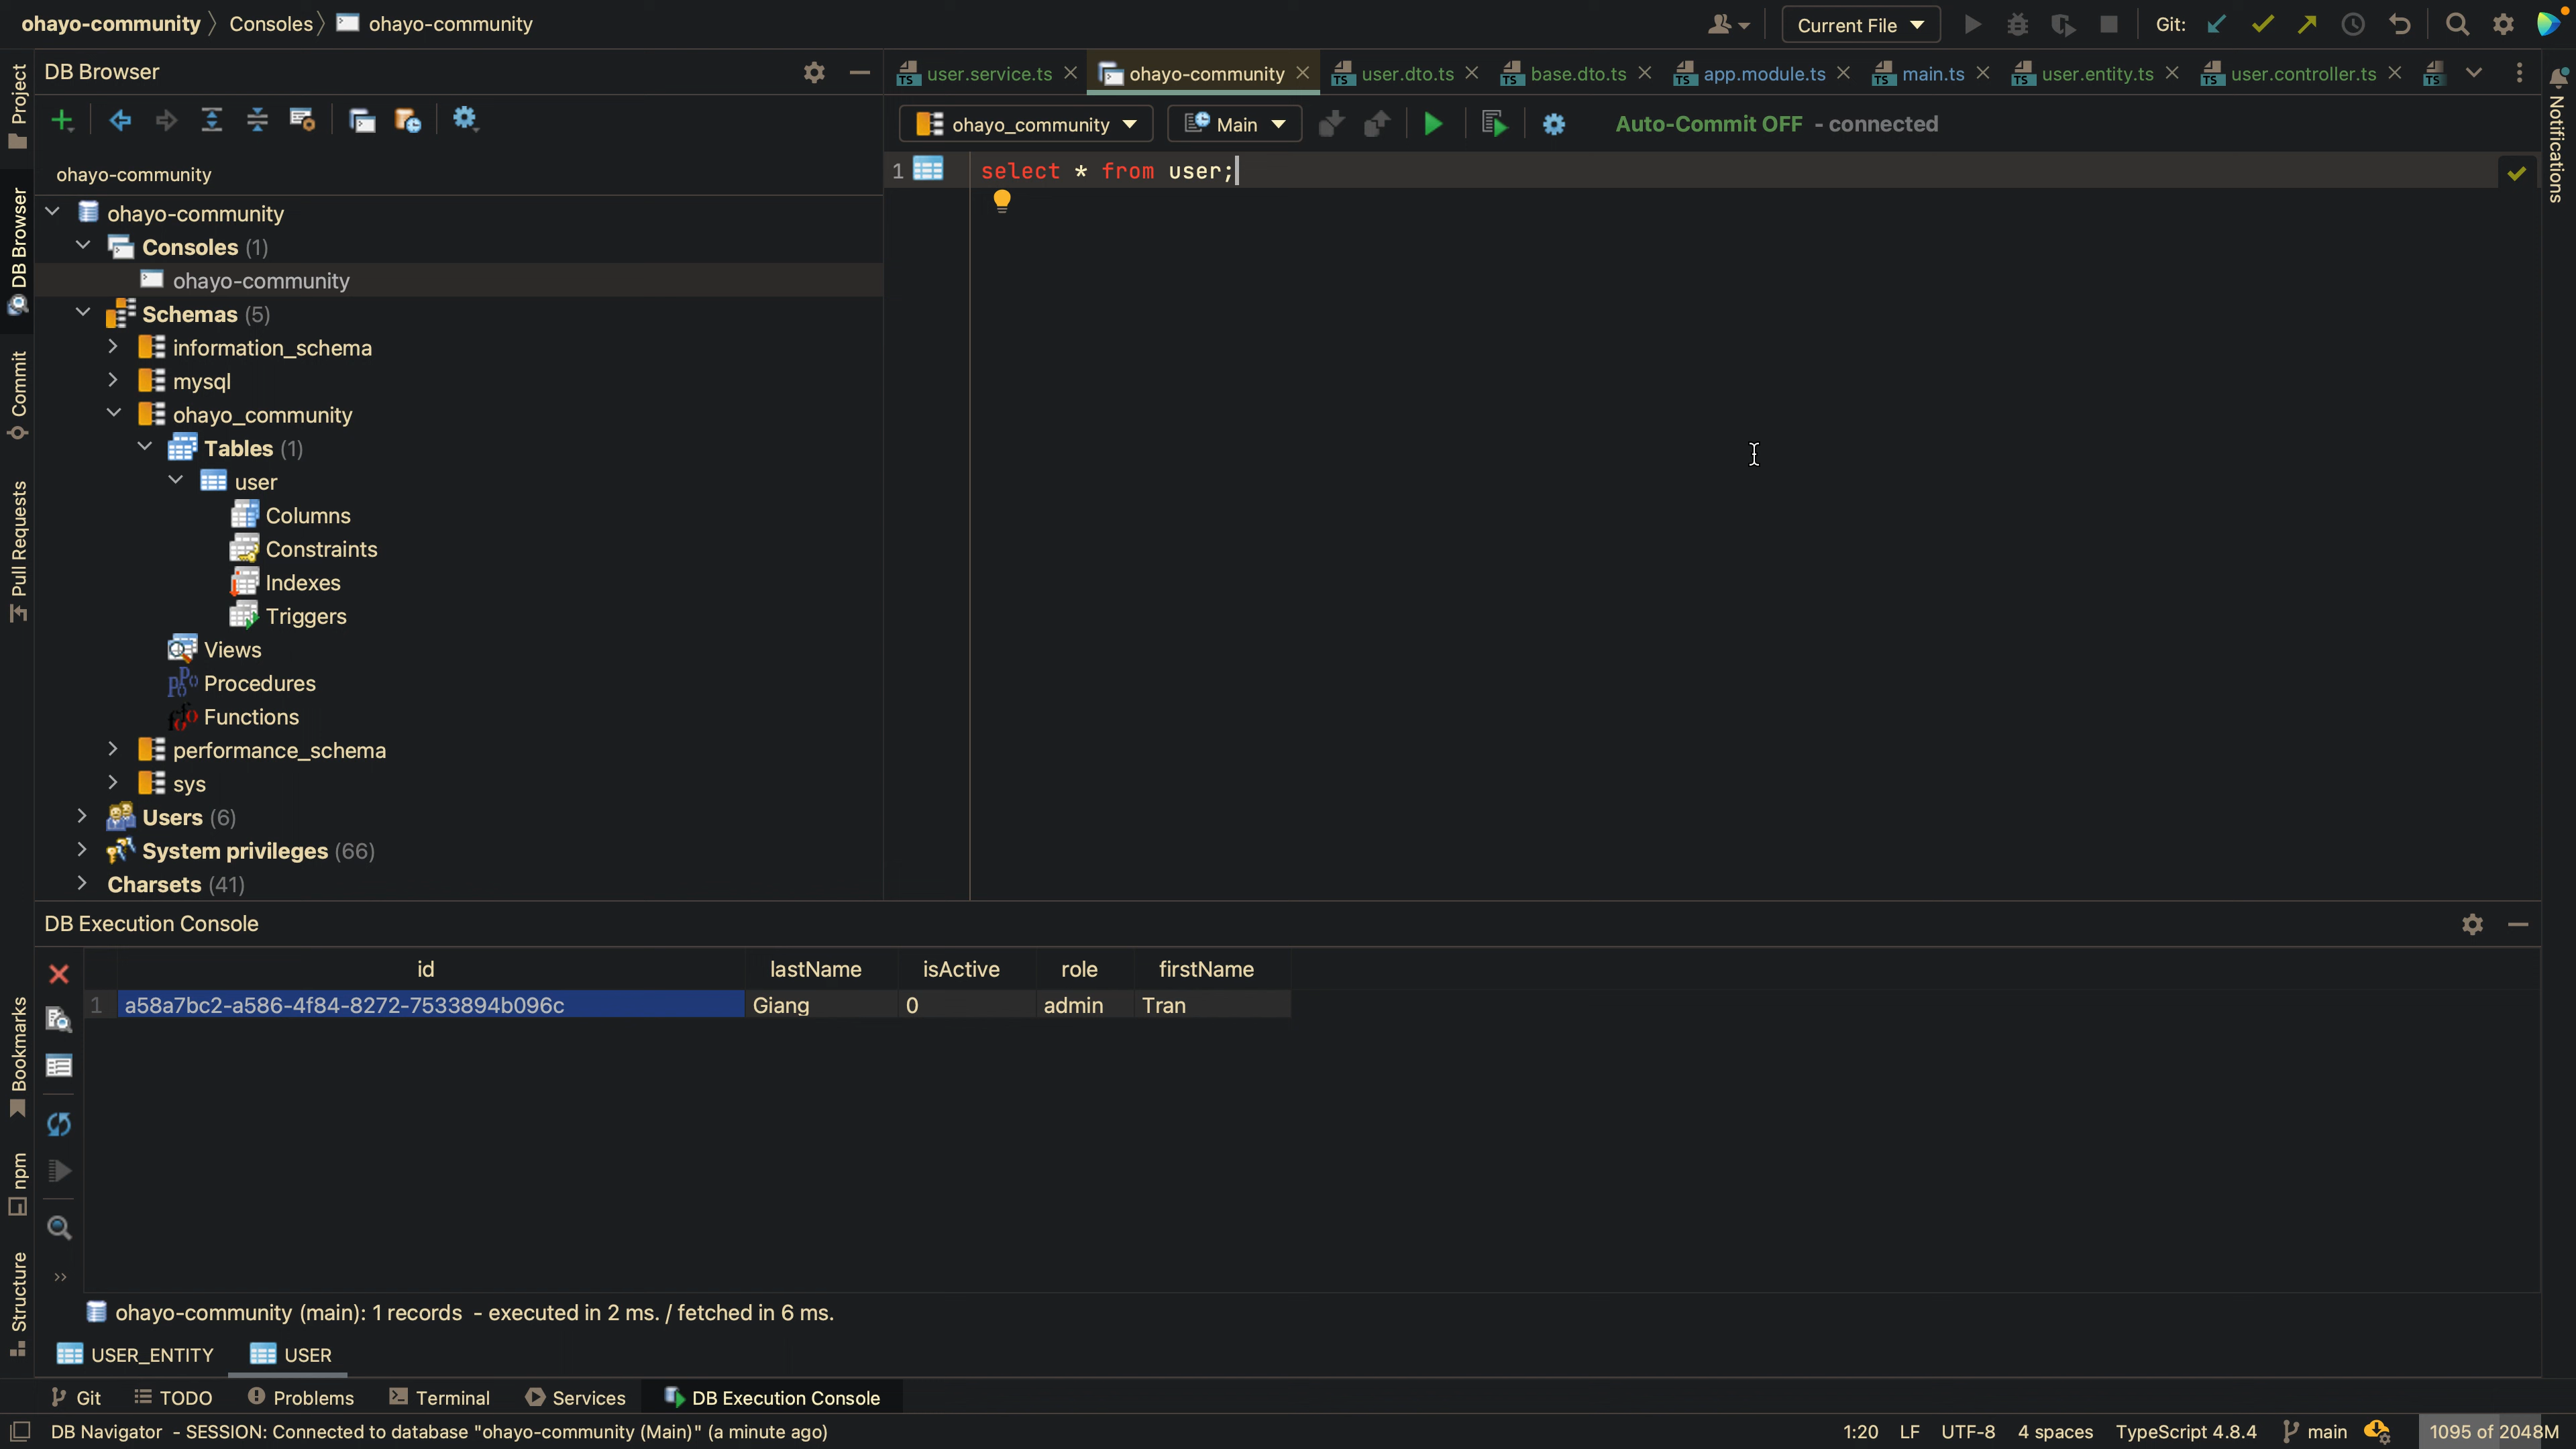 ohayo-community Consoles ohayo-community
Current File Git:
Project
DB Browser
Commit
Pull Requests
Bookmarks
npm
Structure
DB Browser
ohayo-community
ohayo-community
Consoles (1)
ohayo-community
Schemas (5)
information_schema
mysql
ohayo_community
Tables (1)
user
Columns
Constraints
Indexes
Triggers
Views
Procedures
Functions
performance_schema
sys
Users (6)
System privileges (66)
Charsets (41)
user.service.ts ohayo-community user.dto.ts base.dto.ts app.module.ts main.ts user.entity.ts user.controller.ts
ohayo_community Main Auto-Commit OFF - connected
1 select * from user;
Notifications
DB Execution Console
id lastName isActive role firstName
1 a58a7bc2-a586-4f84-8272-7533894b096c Giang 0 admin Tran
ohayo-community (main): 1 records - executed in 2 ms. / fetched in 6 ms.
USER_ENTITY USER
Git TODO Problems Terminal Services DB Execution Console
DB Navigator - SESSION: Connected to database "ohayo-community (Main)" (a minute ago) 1:20 LF UTF-8 4 spaces TypeScript 4.8.4 main 1095 of 2048M